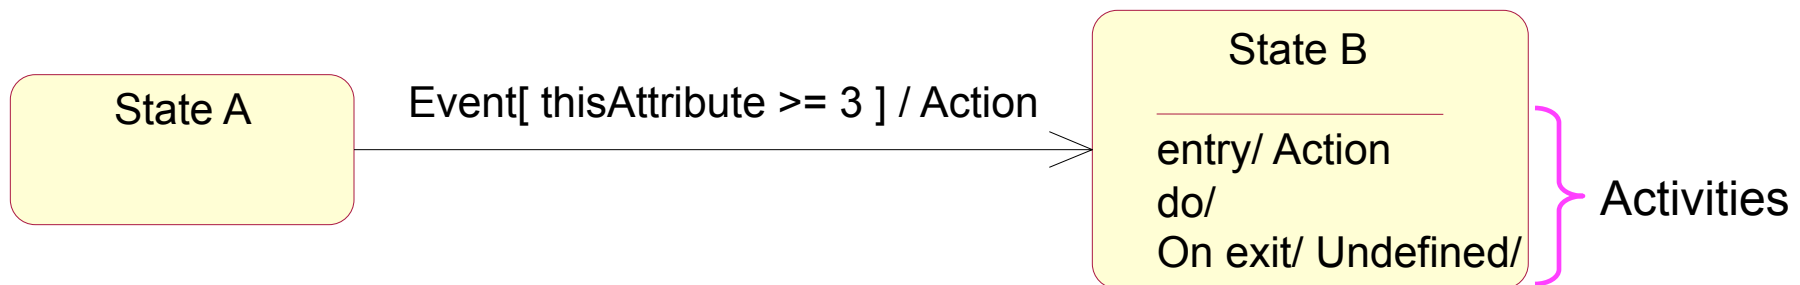 State A
Event[ thisAttribute >= 3 ] / Action
State B
entry/ Action
do/
On exit/ Undefined/
Activities